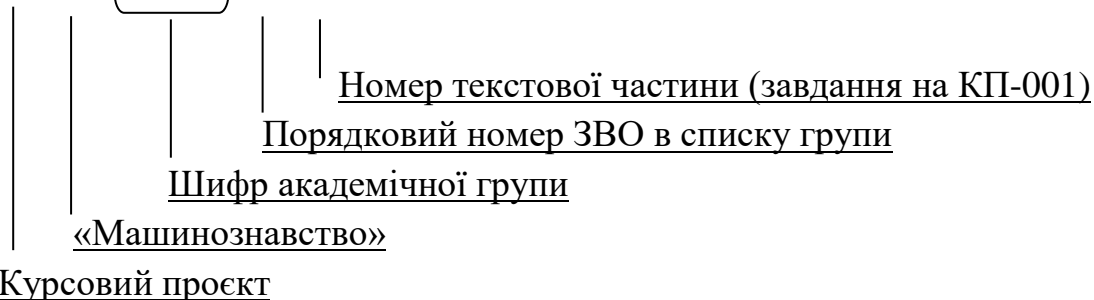 Номер текстової частини (завдання на КП-001)
Порядковий номер ЗВО в списку групи
Шифр академічної групи
«Машинознавство»
Курсовий проєкт